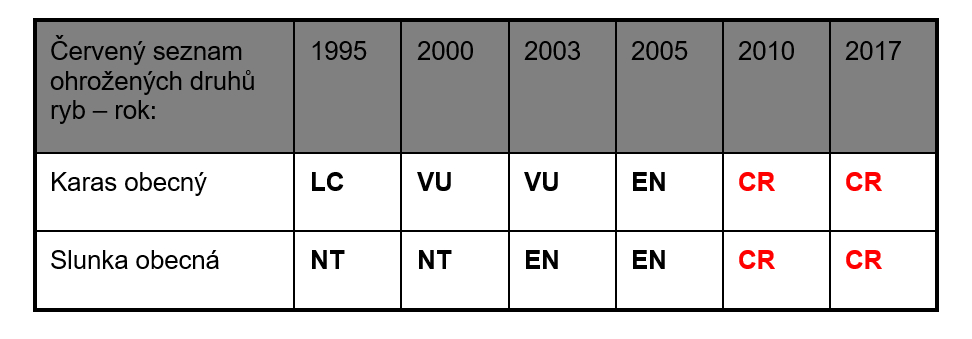 Červený seznam
ohrožených druhů
ryb – rok:
1995 2000 2003 2005 2010 2017
Karas obecný LC VU VU EN CR CR
Slunka obecná NT NT EN EN CR CR